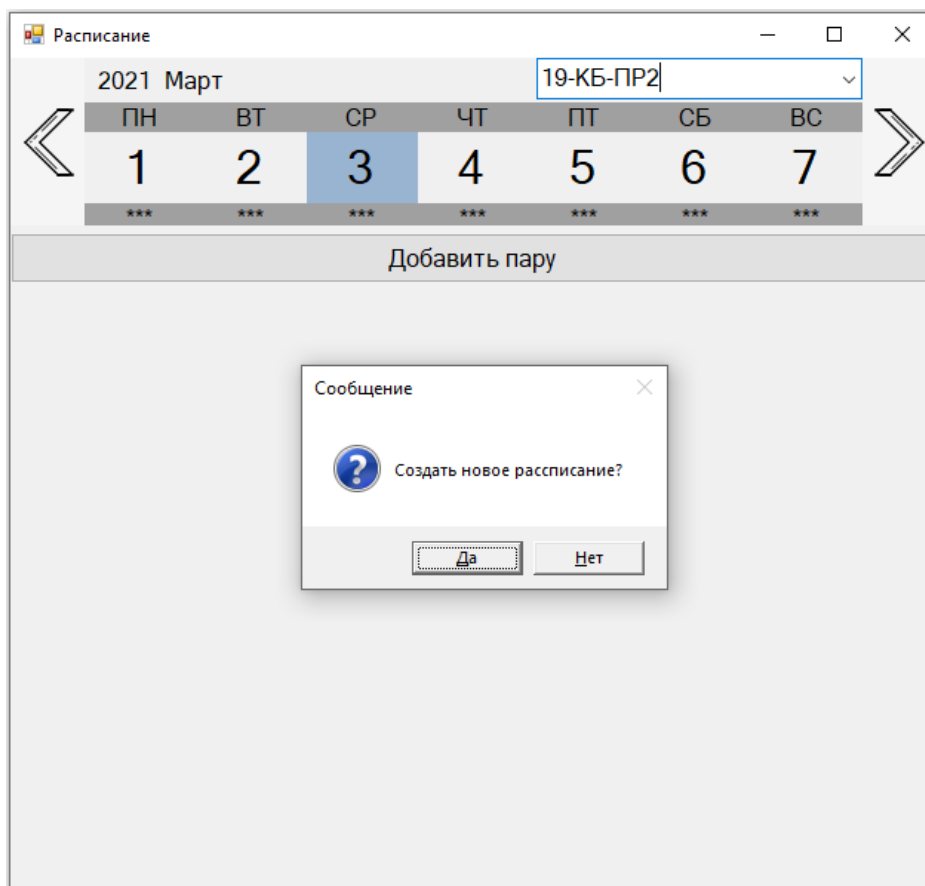 Расписание
2021 Март
19-КБ-ПР2
ПН ВТ СР ЧТ ПТ СБ ВС
1 2 3 4 5 6 7
*** *** *** *** *** *** ***
Добавить пару
Сообщение
Создать новое рассписание?
Да Нет